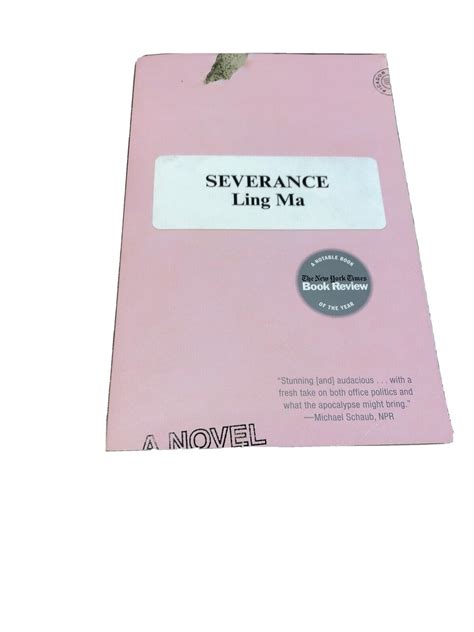 PICADOR
SEVERANCE
Ling Ma
A NOTABLE BOOK
The New York Times
Book Review
OF THE YEAR
"Stunning [and] audacious . . . with a
fresh take on both office politics and
what the apocalypse might bring."
—Michael Schaub, NPR
A NOVEL